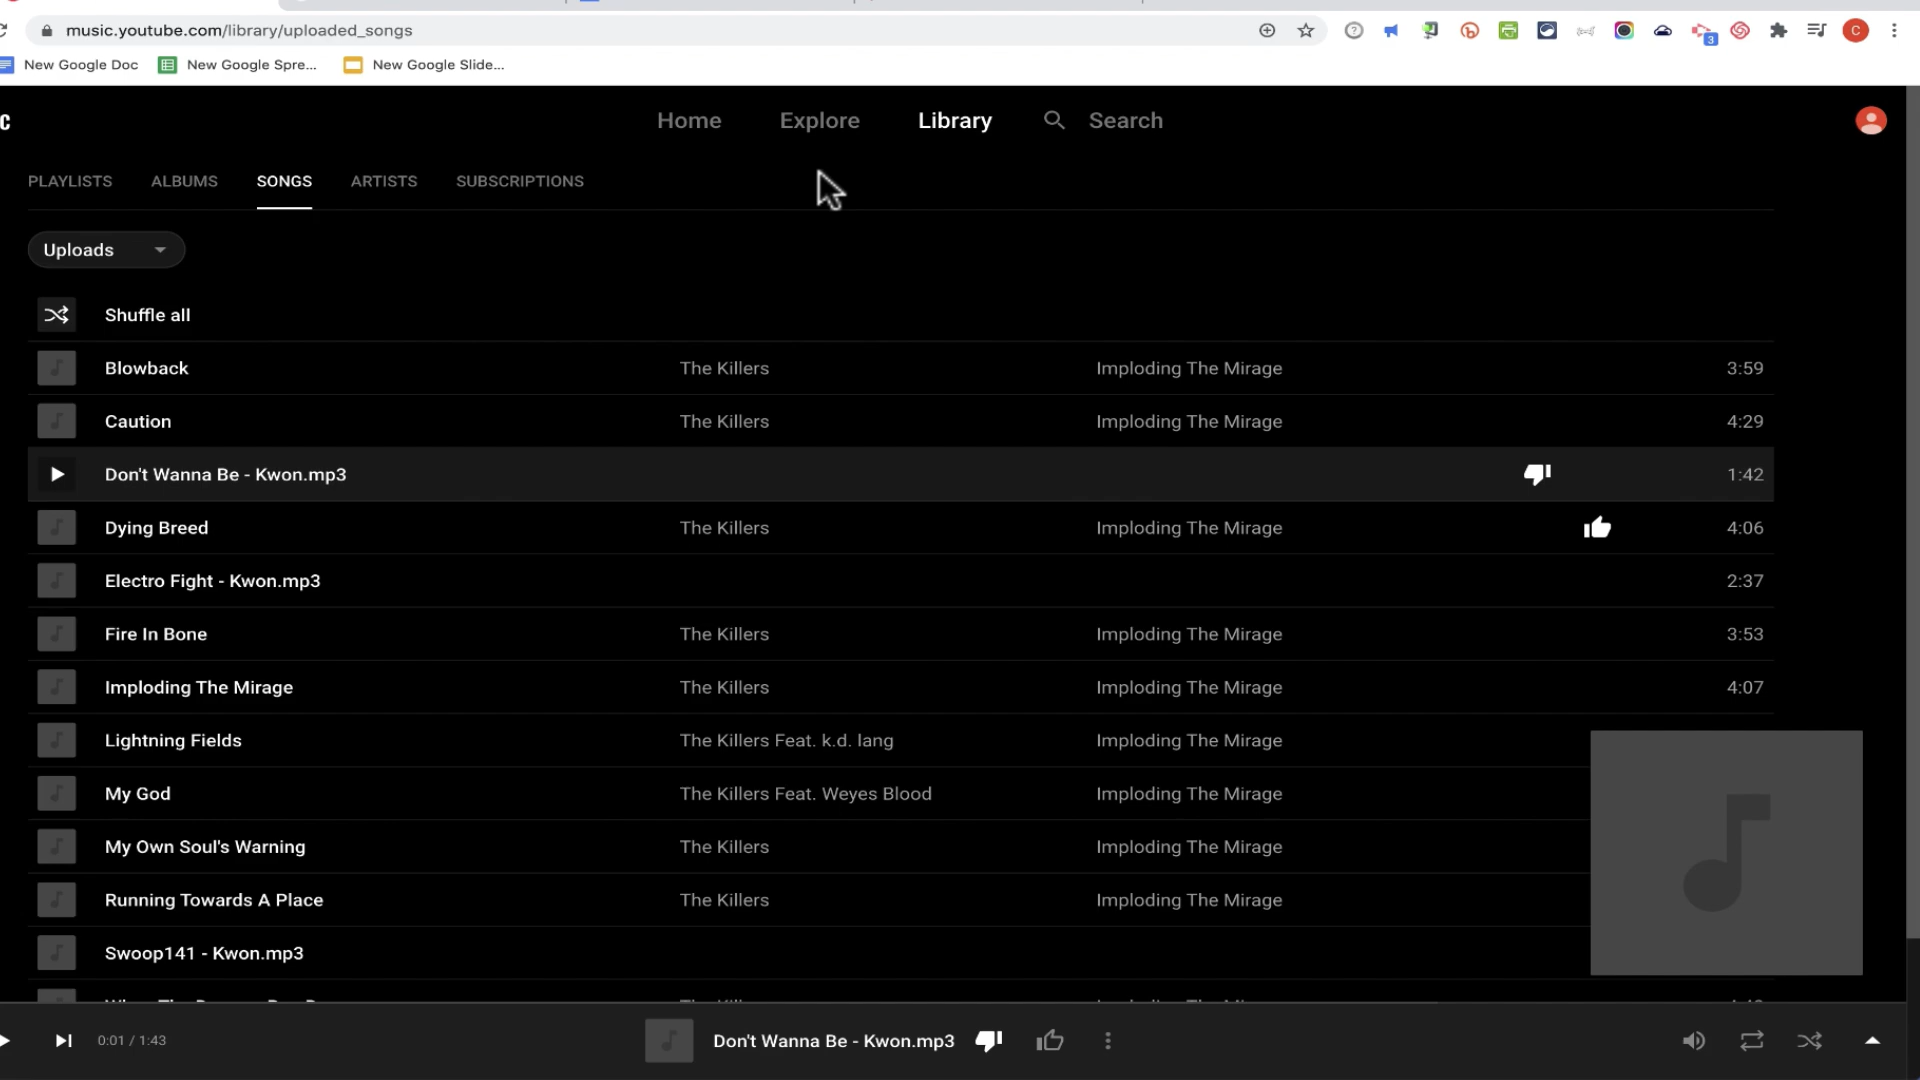 music.youtube.com/library/uploaded_songs
3
C
New Google Doc New Google Spre... New Google Slide...
c Home Explore Library Search
PLAYLISTS ALBUMS SONGS ARTISTS SUBSCRIPTIONS
Uploads
Shuffle all
Blowback The Killers Imploding The Mirage 3:59
Caution The Killers Imploding The Mirage 4:29
Don't Wanna Be - Kwon.mp3 1:42
Dying Breed The Killers Imploding The Mirage 4:06
Electro Fight - Kwon.mp3 2:37
Fire In Bone The Killers Imploding The Mirage 3:53
Imploding The Mirage The Killers Imploding The Mirage 4:07
Lightning Fields The Killers Feat. k.d. lang Imploding The Mirage
My God The Killers Feat. Weyes Blood Imploding The Mirage
My Own Soul's Warning The Killers Imploding The Mirage
Running Towards A Place The Killers Imploding The Mirage
Swoop141 - Kwon.mp3
0:01 / 1:43 Don't Wanna Be - Kwon.mp3